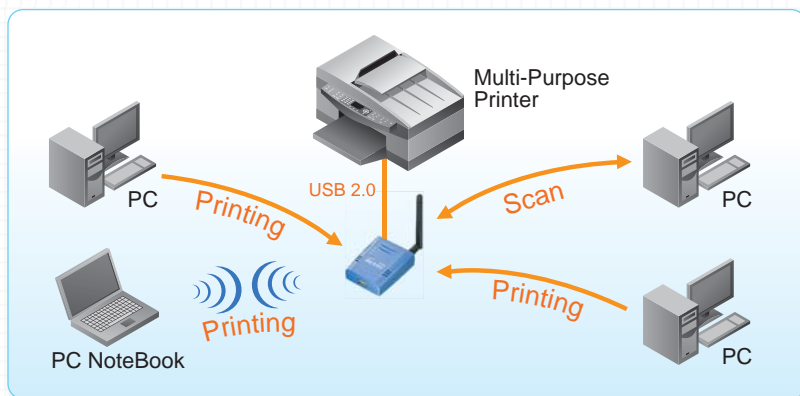 Multi-Purpose
Printer
PC
Printing
USB 2.0
Scan
PC
Printing
PC NoteBook
Printing
PC